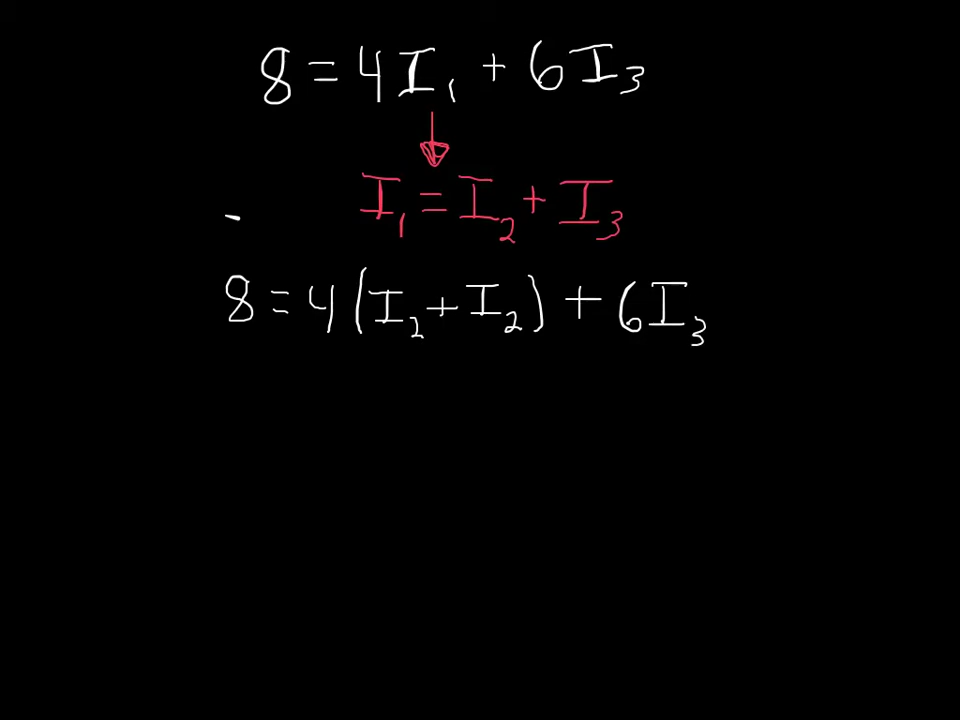 8 = 4I₁ + 6I₃
I₁ = I₂ + I₃
8 = 4(I₂ + I₂) + 6I₃